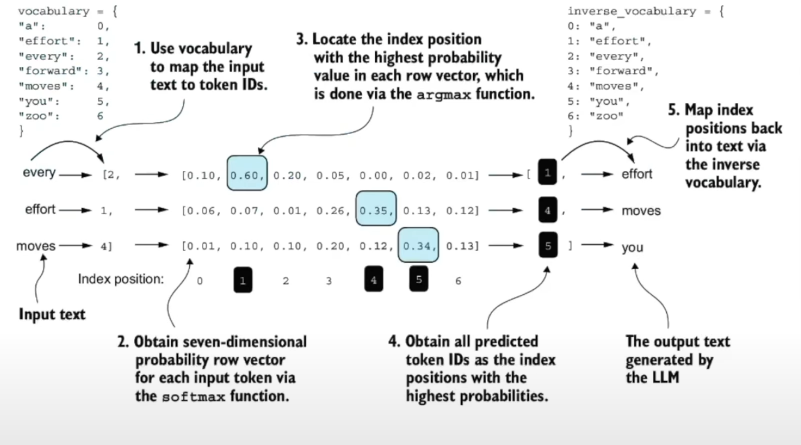 vocabulary = {
"a": 0,
"effort": 1,
"every": 2,
"forward": 3,
"moves": 4,
"you": 5,
"zoo": 6
}
1. Use vocabulary
to map the input
text to token IDs.
3. Locate the index position
with the highest probability
value in each row vector, which
is done via the argmax function.
inverse_vocabulary = {
0: "a",
1: "effort",
2: "every",
3: "forward",
4: "moves",
5: "you",
6: "zoo"
}
5. Map index
positions back
into text via
the inverse
vocabulary.
every [2, [0.10, 0.60, 0.20, 0.05, 0.00, 0.02, 0.01] [ 1 , effort
effort 1, [0.06, 0.07, 0.01, 0.26, 0.35, 0.13, 0.12] 4 , moves
moves 4] [0.01, 0.10, 0.10, 0.20, 0.12, 0.34, 0.13] 5 ] you
Index position: 0 1 2 3 4 5 6
Input text
2. Obtain seven-dimensional
probability row vector
for each input token via
the softmax function.
4. Obtain all predicted
token IDs as the index
positions with the
highest probabilities.
The output text
generated by
the LLM